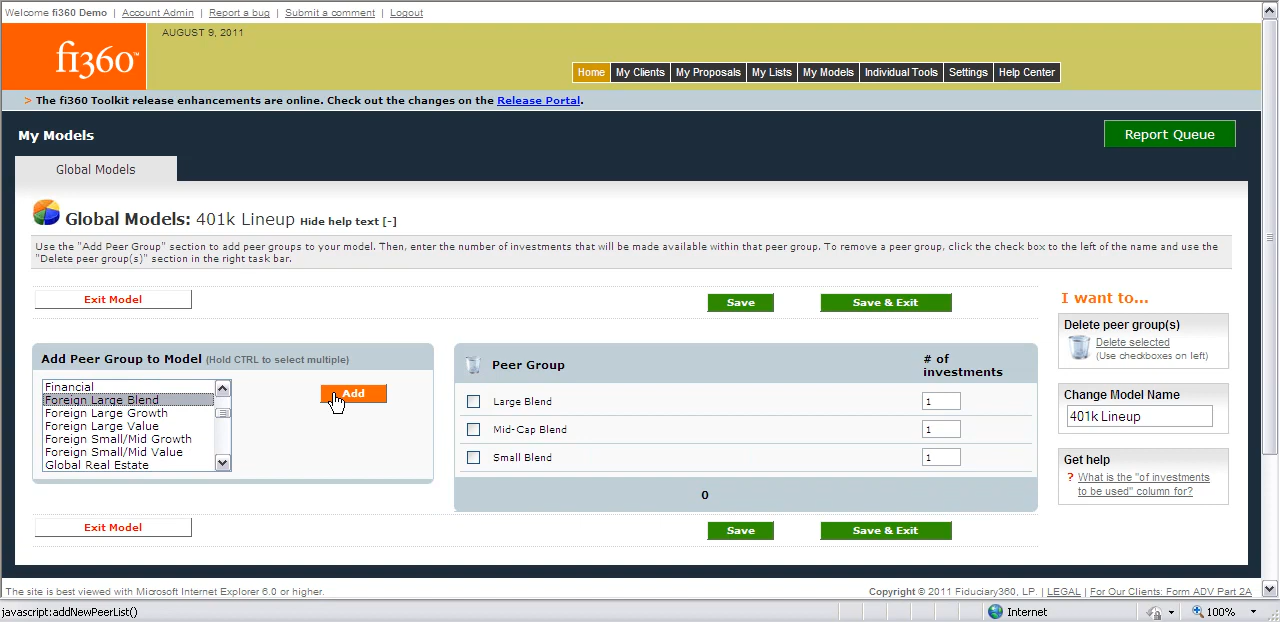 Welcome fi360 Demo | Account Admin | Report a bug | Submit a comment | Logout
fi360™
AUGUST 9, 2011
Home My Clients My Proposals My Lists My Models Individual Tools Settings Help Center
> The fi360 Toolkit release enhancements are online. Check out the changes on the Release Portal.
My Models
Report Queue
Global Models
Global Models: 401k Lineup Hide help text [-]
Use the "Add Peer Group" section to add peer groups to your model. Then, enter the number of investments that will be made available within that peer group. To remove a peer group, click the check box to the left of the name and use the
"Delete peer group(s)" section in the right task bar.
Exit Model
Save
Save & Exit
Add Peer Group to Model (Hold CTRL to select multiple)
Financial
Foreign Large Blend
Foreign Large Growth
Foreign Large Value
Foreign Small/Mid Growth
Foreign Small/Mid Value
Global Real Estate
Add
Peer Group
# of
investments
Large Blend 1
Mid-Cap Blend 1
Small Blend 1
0
Exit Model
Save
Save & Exit
I want to...
Delete peer group(s)
Delete selected
(Use checkboxes on left)
Change Model Name
401k Lineup
Get help
? What is the "of investments
to be used" column for?
The site is best viewed with Microsoft Internet Explorer 6.0 or higher.
Copyright © 2011 Fiduciary360, LP. | LEGAL | For Our Clients: Form ADV Part 2A
javascript:addNewPeerList()
Internet
100%